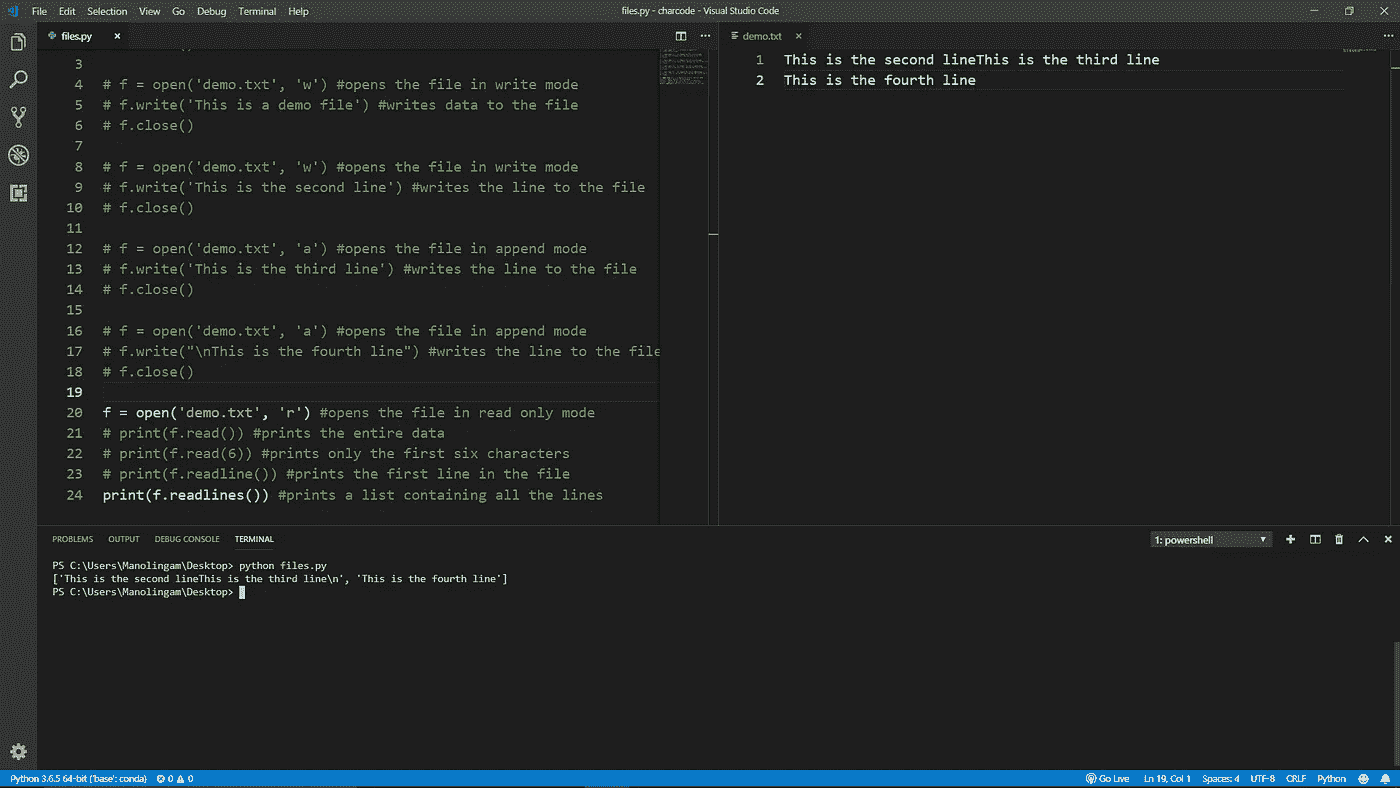 File Edit Selection View Go Debug Terminal Help
files.py - charcode - Visual Studio Code
files.py
demo.txt
3
4 # f = open('demo.txt', 'w') #opens the file in write mode
5 # f.write('This is a demo file') #writes data to the file
6 # f.close()
7
8 # f = open('demo.txt', 'w') #opens the file in write mode
9 # f.write('This is the second line') #writes the line to the file
10 # f.close()
11
12 # f = open('demo.txt', 'a') #opens the file in append mode
13 # f.write('This is the third line') #writes the line to the file
14 # f.close()
15
16 # f = open('demo.txt', 'a') #opens the file in append mode
17 # f.write("\nThis is the fourth line") #writes the line to the file
18 # f.close()
19
20 f = open('demo.txt', 'r') #opens the file in read only mode
21 # print(f.read()) #prints the entire data
22 # print(f.read(6)) #prints only the first six characters
23 # print(f.readline()) #prints the first line in the file
24 print(f.readlines()) #prints a list containing all the lines
1 This is the second lineThis is the third line
2 This is the fourth line
PROBLEMS OUTPUT DEBUG CONSOLE TERMINAL
1: powershell
PS C:\Users\Manolingam\Desktop> python files.py
['This is the second lineThis is the third line\n', 'This is the fourth line']
PS C:\Users\Manolingam\Desktop>
Python 3.6.5 64-bit ('base': conda) 0 0
Go Live Ln 19, Col 1 Spaces: 4 UTF-8 CRLF Python